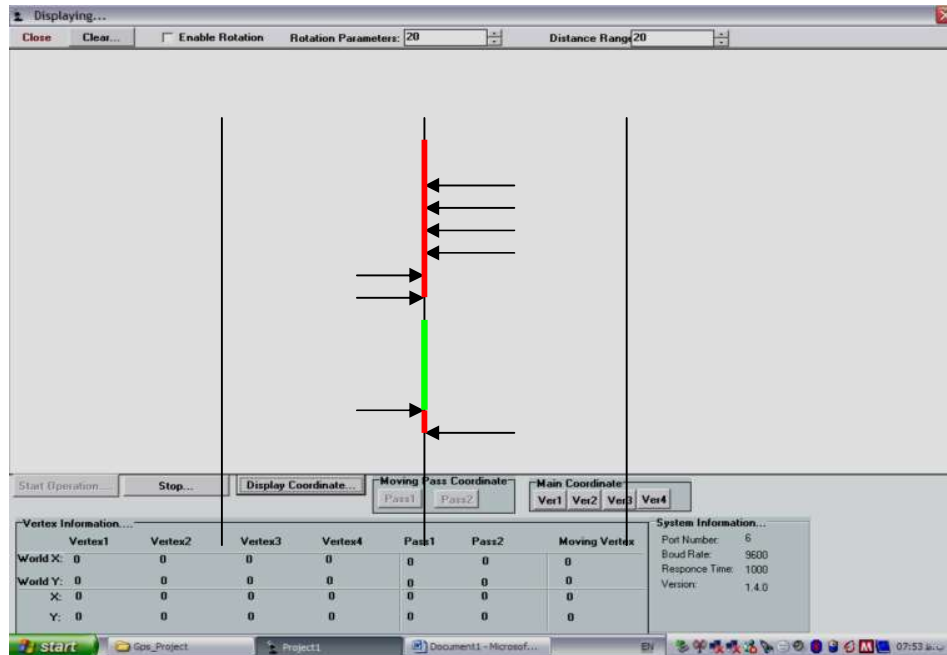 Displaying...
Close Clear... Enable Rotation Rotation Parameters: 20 Distance Rang 20
Start Operation.... Stop... Display Coordinate... Moving Pass Coordinate Main Coordinate
Pass1 Pass2 Ver1 Ver2 Ver3 Ver4
Vertex Information.... System Information...
Vertex1 Vertex2 Vertex3 Vertex4 Pass1 Pass2 Moving Vertex Port Number: 6
World X: 0 0 0 0 0 0 0 Boud Rate: 9600
World Y: 0 0 0 0 0 0 0 Responce Time: 1000
X: 0 0 0 0 0 0 0 Version: 1.4.0
Y: 0 0 0 0 0 0 0
start Gps_Project Project1 Document1 - Microsof... EN 07:53